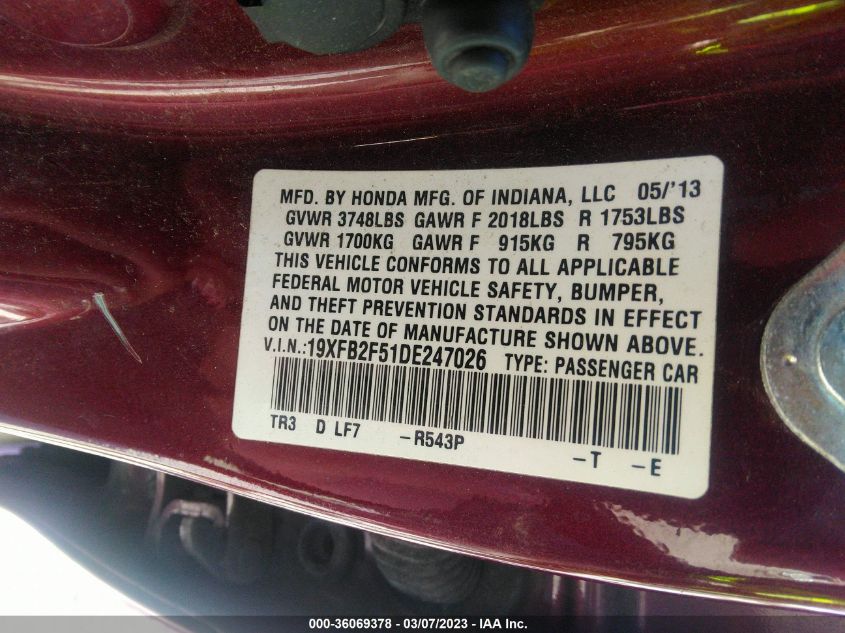 MFD. BY HONDA MFG. OF INDIANA, LLC 05/'13
GVWR 3748LBS GAWR F 2018LBS R 1753LBS
GVWR 1700KG GAWR F 915KG R 795KG
THIS VEHICLE CONFORMS TO ALL APPLICABLE
FEDERAL MOTOR VEHICLE SAFETY, BUMPER,
AND THEFT PREVENTION STANDARDS IN EFFECT
ON THE DATE OF MANUFACTURE SHOWN ABOVE.
V.I.N.:19XFB2F51DE247026 TYPE: PASSENGER CAR
TR3 D LF7 -R543P
-T -E
000-36069378 - 03/07/2023 - IAA Inc.